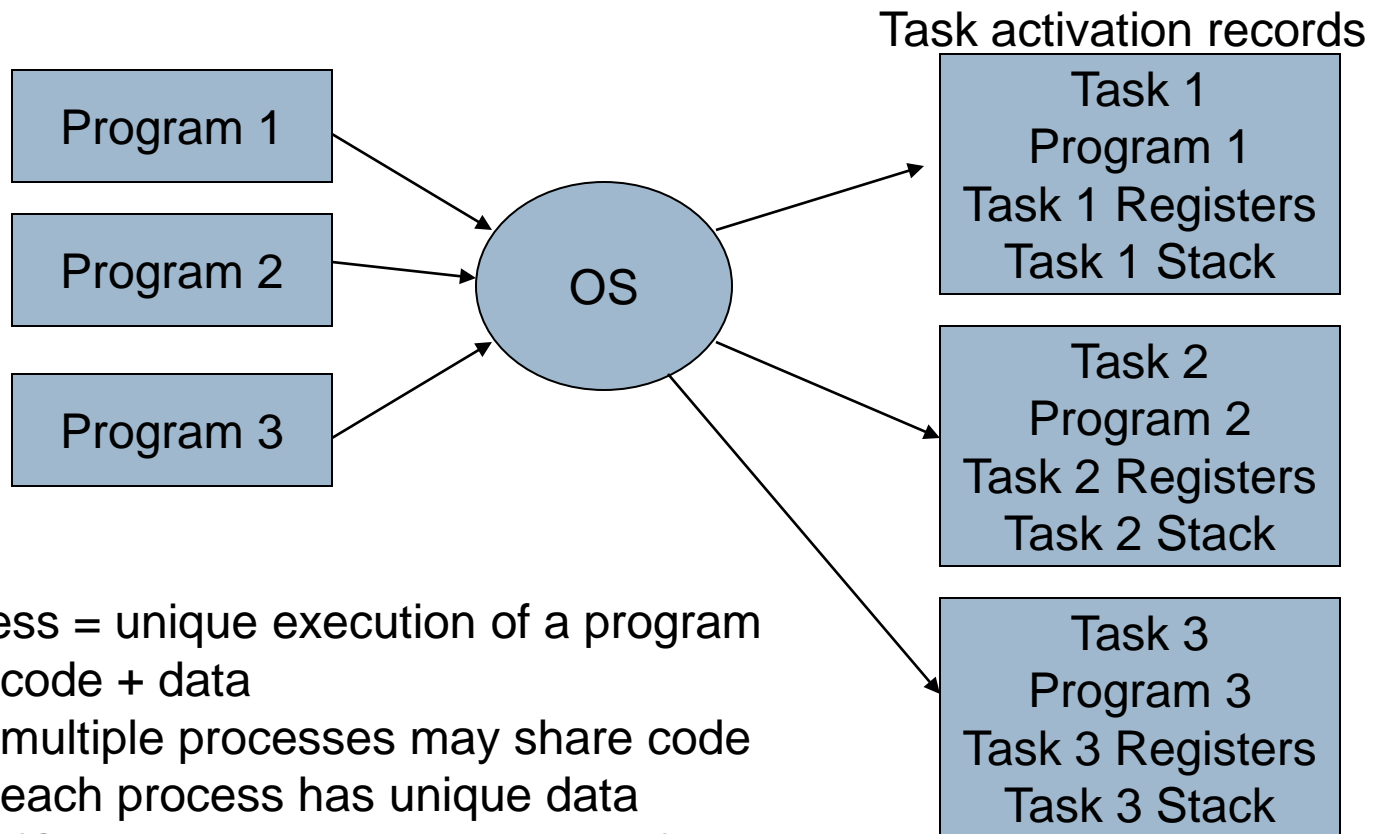 Task activation records
Program 1
Program 2
Program 3
OS
Task 1
Program 1
Task 1 Registers
Task 1 Stack
Task 2
Program 2
Task 2 Registers
Task 2 Stack
Task 3
Program 3
Task 3 Registers
Task 3 Stack
ess = unique execution of a program
code + data
multiple processes may share code
each process has unique data